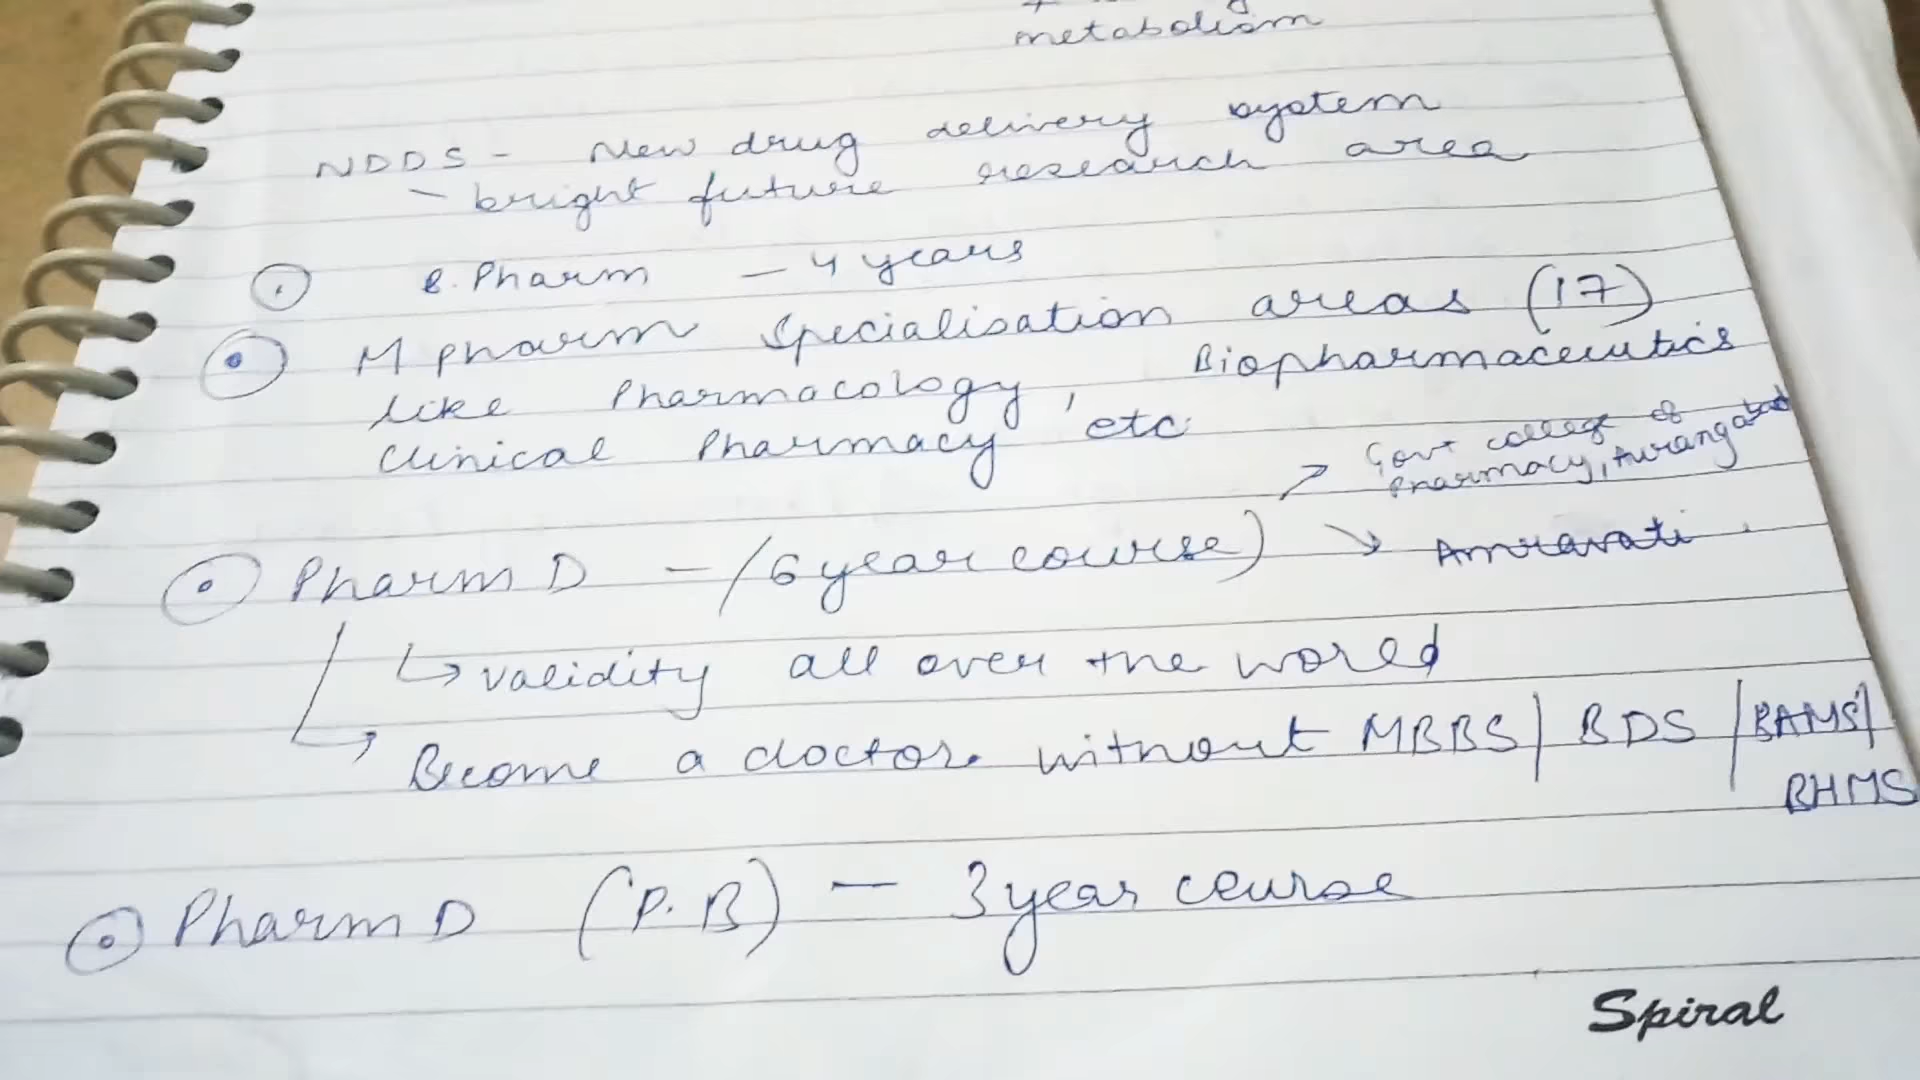 metabolism
NDDS - New drug delivery system
- bright future research area
B. Pharm - 4 years
M pharm specialisation areas (17)
like Pharmacology, Biopharmaceutics
Clinical Pharmacy etc.
Govt college of
Pharmacy, Aurangabad
Pharm D - (6 year course)
Amravati
validity all over the world
Become a doctor without MBBS/ BDS /BAMS/
BHMS
Pharm D (P.B) - 3 year course
Spiral